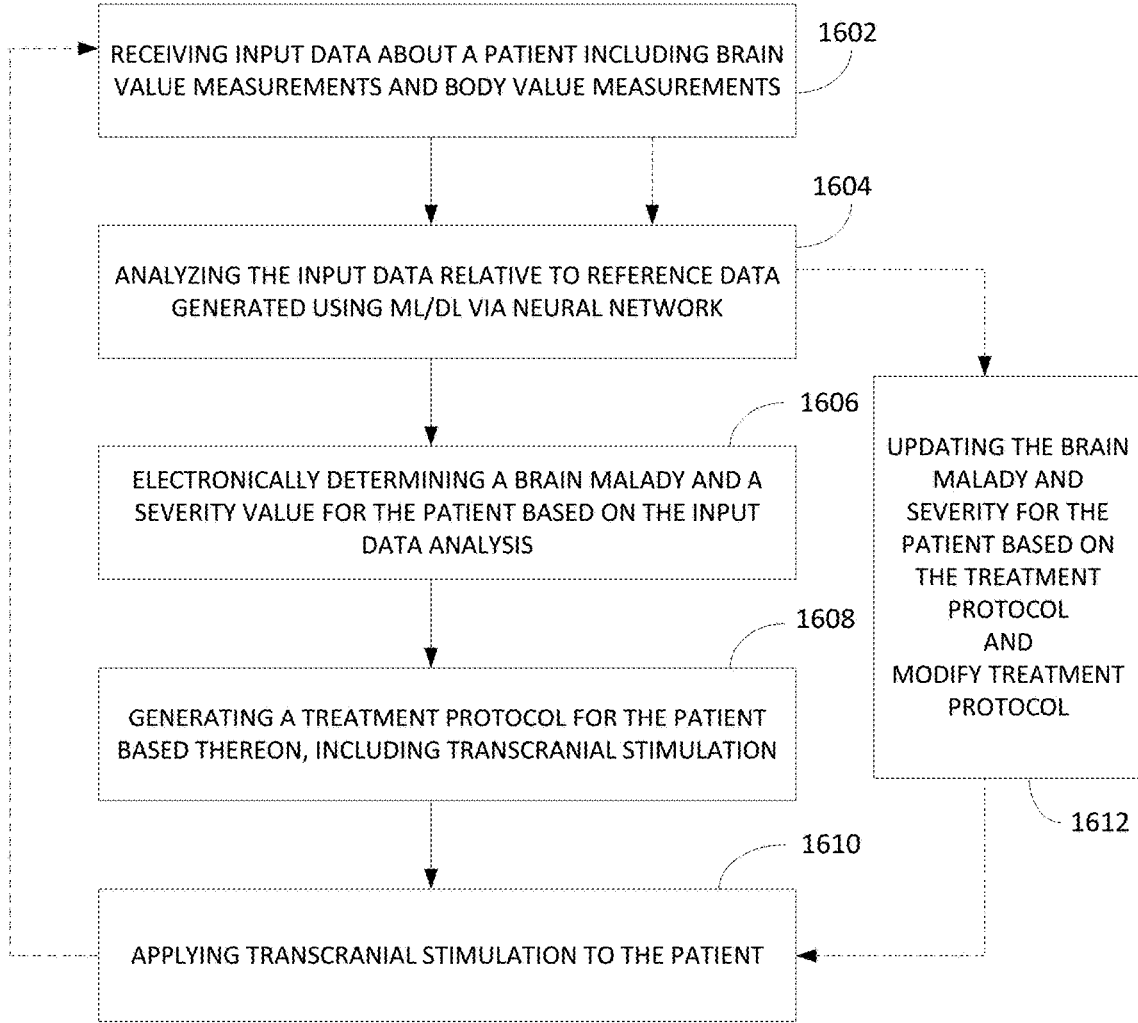 1602
RECEIVING INPUT DATA ABOUT A PATIENT INCLUDING BRAIN
VALUE MEASUREMENTS AND BODY VALUE MEASUREMENTS
1604
ANALYZING THE INPUT DATA RELATIVE TO REFERENCE DATA
GENERATED USING ML/DL VIA NEURAL NETWORK
1606
ELECTRONICALLY DETERMINING A BRAIN MALADY AND A
SEVERITY VALUE FOR THE PATIENT BASED ON THE INPUT
DATA ANALYSIS
1608
GENERATING A TREATMENT PROTOCOL FOR THE PATIENT
BASED THEREON, INCLUDING TRANSCRANIAL STIMULATION
1610
APPLYING TRANSCRANIAL STIMULATION TO THE PATIENT
UPDATING THE BRAIN
MALADY AND
SEVERITY FOR THE
PATIENT BASED ON
THE TREATMENT
PROTOCOL
AND
MODIFY TREATMENT
PROTOCOL
1612